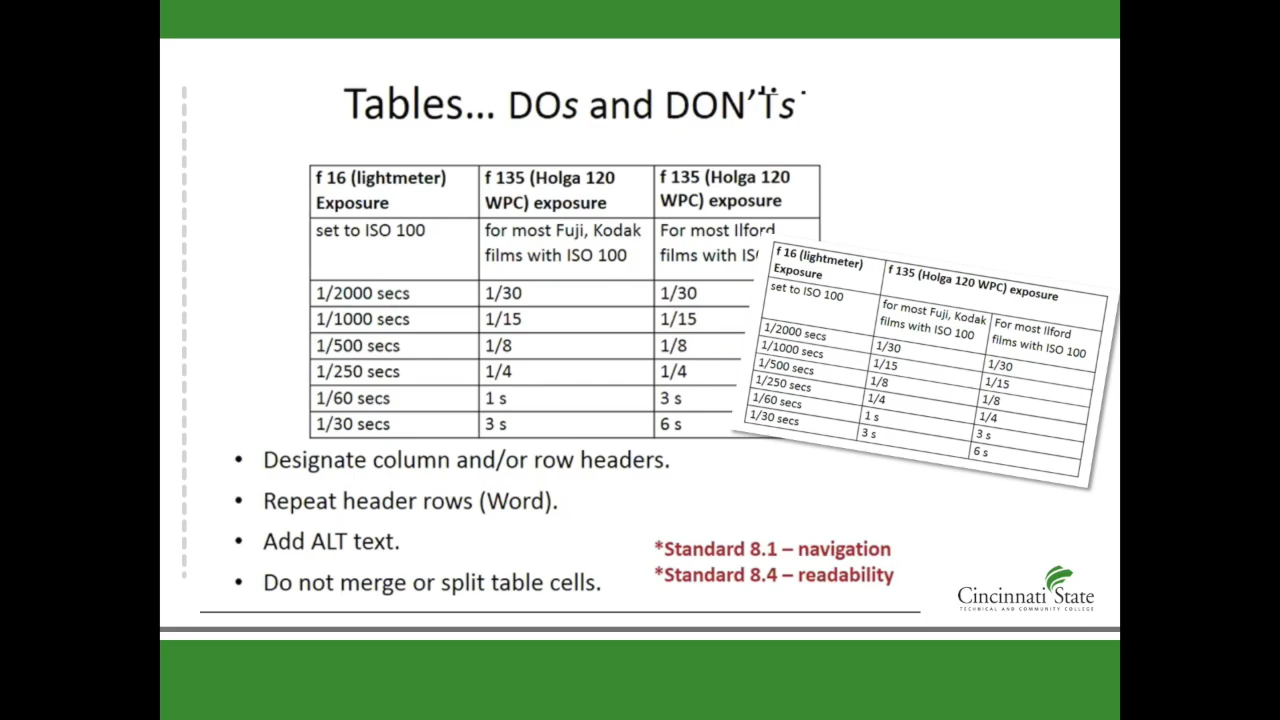 Tables... DOs and DON'Ts
f 16 (lightmeter) Exposure f 135 (Holga 120 WPC) exposure f 135 (Holga 120 WPC) exposure
set to ISO 100 for most Fuji, Kodak films with ISO 100 For most Ilford films with
1/2000 secs 1/30 1/30
1/1000 secs 1/15 1/15
1/500 secs 1/8 1/8
1/250 secs 1/4 1/4
1/60 secs 1 s 3 s
1/30 secs 3 s 6 s
f 16 (lightmeter) Exposure f 135 (Holga 120 WPC) exposure
set to ISO 100 for most Fuji, Kodak films with ISO 100 For most Ilford films with ISO 100
1/2000 secs 1/30 1/30
1/1000 secs 1/15 1/15
1/500 secs 1/8 1/8
1/250 secs 1/4 1/4
1/60 secs 1 s 3 s
1/30 secs 3 s 6 s
• Designate column and/or row headers.
• Repeat header rows (Word).
• Add ALT text.
• Do not merge or split table cells.
*Standard 8.1 – navigation
*Standard 8.4 – readability
Cincinnati State
TECHNICAL AND COMMUNITY COLLEGE